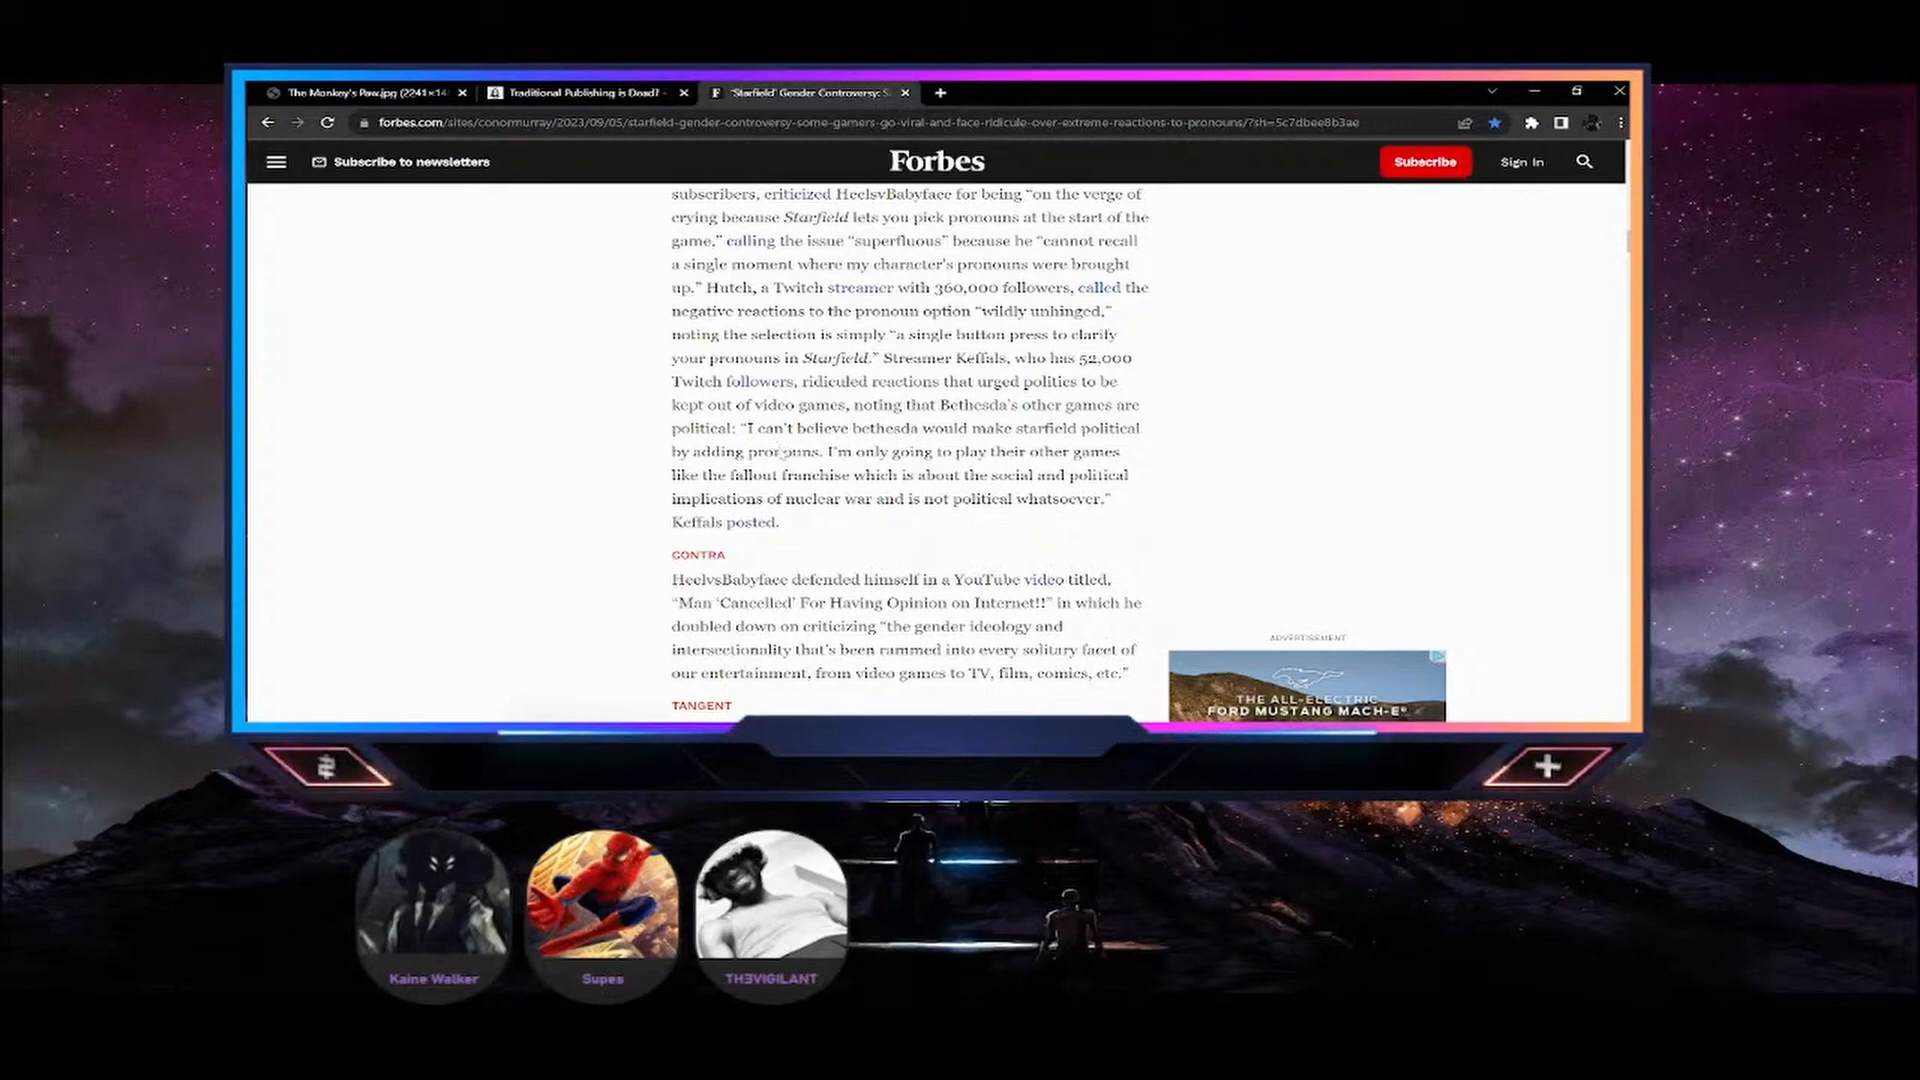 The Monkey's Paw.jpg (2241×14
Traditional Publishing is Dead? -
'Starfield' Gender Controversy: S
forbes.com/sites/conormurray/2023/09/05/starfield-gender-controversy-some-gamers-go-viral-and-face-ridicule-over-extreme-reactions-to-pronouns/?sh=5c7dbee8b3ae
Subscribe to newsletters
Forbes
Subscribe
Sign In
subscribers, criticized HeelsvBabyface for being “on the verge of
crying because Starfield lets you pick pronouns at the start of the
game,” calling the issue “superfluous” because he “cannot recall
a single moment where my character's pronouns were brought
up.” Hutch, a Twitch streamer with 360,000 followers, called the
negative reactions to the pronoun option “wildly unhinged,”
noting the selection is simply “a single button press to clarify
your pronouns in Starfield.” Streamer Keffals, who has 52,000
Twitch followers, ridiculed reactions that urged politics to be
kept out of video games, noting that Bethesda's other games are
political: “I can't believe bethesda would make starfield political
by adding pronouns. I'm only going to play their other games
like the fallout franchise which is about the social and political
implications of nuclear war and is not political whatsoever.”
Keffals posted.
CONTRA
HeelvsBabyface defended himself in a YouTube video titled,
“Man ‘Cancelled’ For Having Opinion on Internet!!” in which he
doubled down on criticizing “the gender ideology and
intersectionality that's been rammed into every solitary facet of
our entertainment, from video games to TV, film, comics, etc.”
TANGENT
ADVERTISEMENT
THE ALL-ELECTRIC
FORD MUSTANG MACH-E®
Kaine Walker
Supes
THƎVIGILANT